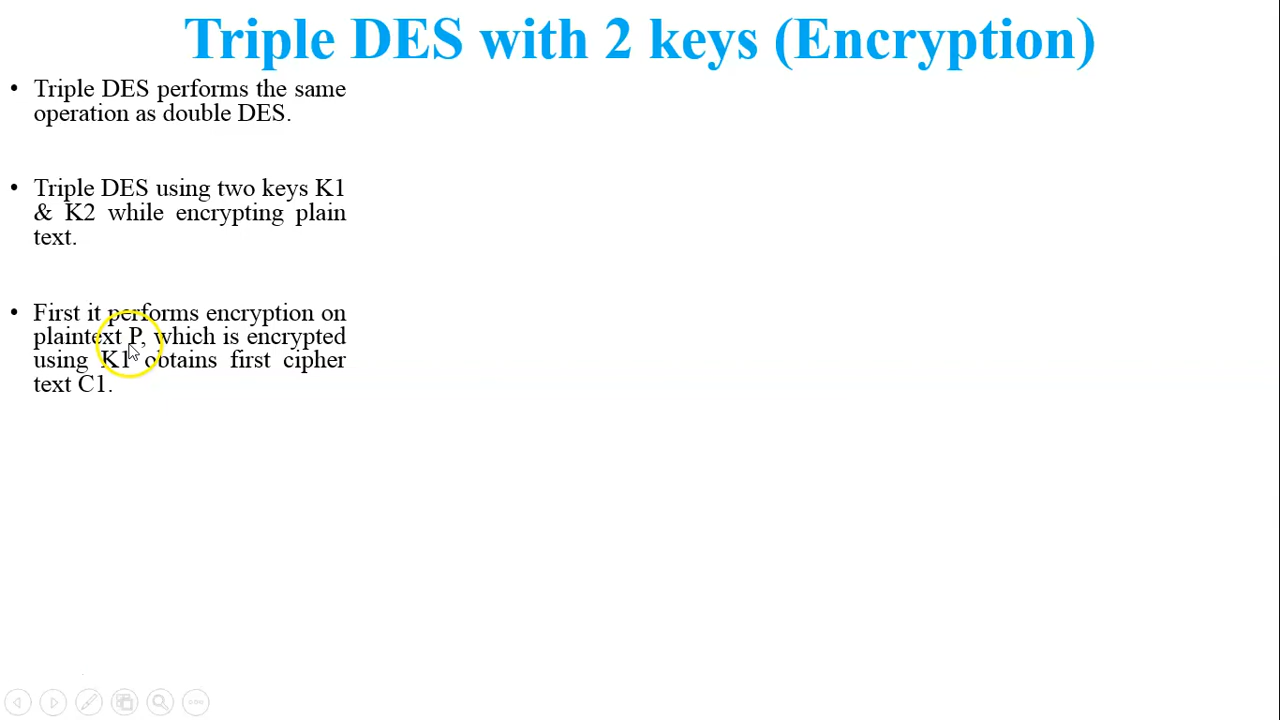 Triple DES with 2 keys (Encryption)
• Triple DES performs the same
operation as double DES.
• Triple DES using two keys K1
& K2 while encrypting plain
text.
• First it performs encryption on
plaintext P, which is encrypted
using K1 obtains first cipher
text C1.